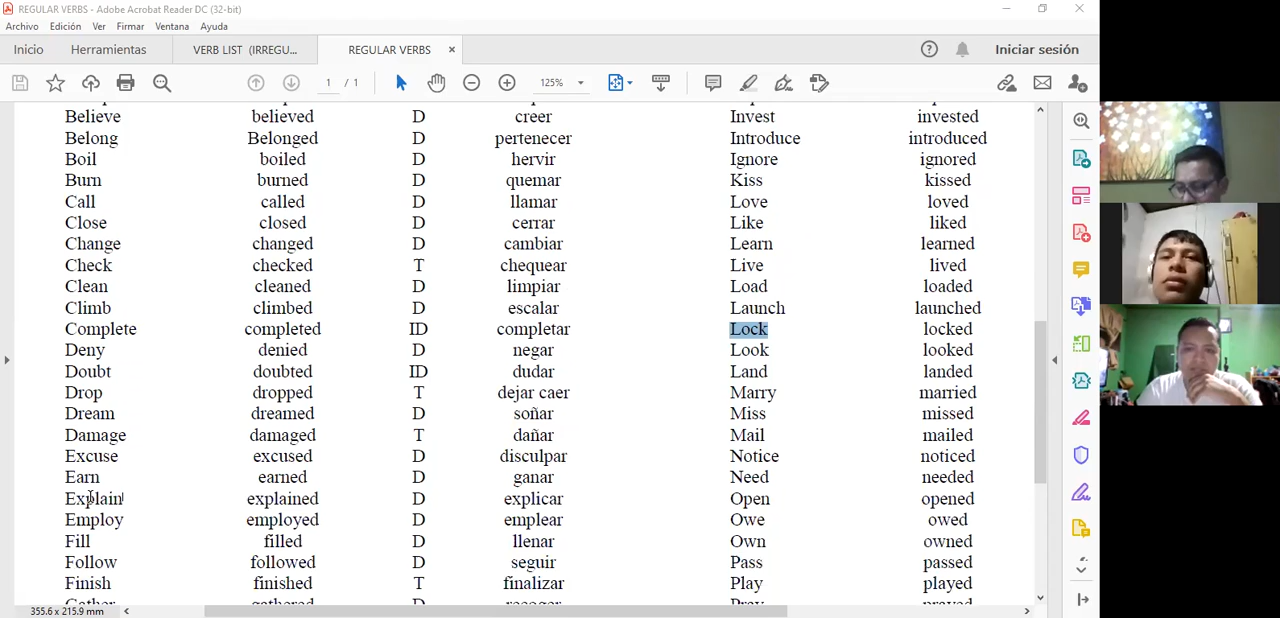 REGULAR VERBS - Adobe Acrobat Reader DC (32-bit)
Archivo Edición Ver Firmar Ventana Ayuda
Inicio Herramientas VERB LIST (IRREGU... REGULAR VERBS × Iniciar sesión
1 / 1 125%
Believe believed D creer Invest invested
Belong Belonged D pertenecer Introduce introduced
Boil boiled D hervir Ignore ignored
Burn burned D quemar Kiss kissed
Call called D llamar Love loved
Close closed D cerrar Like liked
Change changed D cambiar Learn learned
Check checked T chequear Live lived
Clean cleaned D limpiar Load loaded
Climb climbed D escalar Launch launched
Complete completed ID completar Lock locked
Deny denied D negar Look looked
Doubt doubted ID dudar Land landed
Drop dropped T dejar caer Marry married
Dream dreamed D soñar Miss missed
Damage damaged T dañar Mail mailed
Excuse excused D disculpar Notice noticed
Earn earned D ganar Need needed
Explain explained D explicar Open opened
Employ employed D emplear Owe owed
Fill filled D llenar Own owned
Follow followed D seguir Pass passed
Finish finished T finalizar Play played
Gather gathered D recoger Pray prayed
355.6 x 215.9 mm